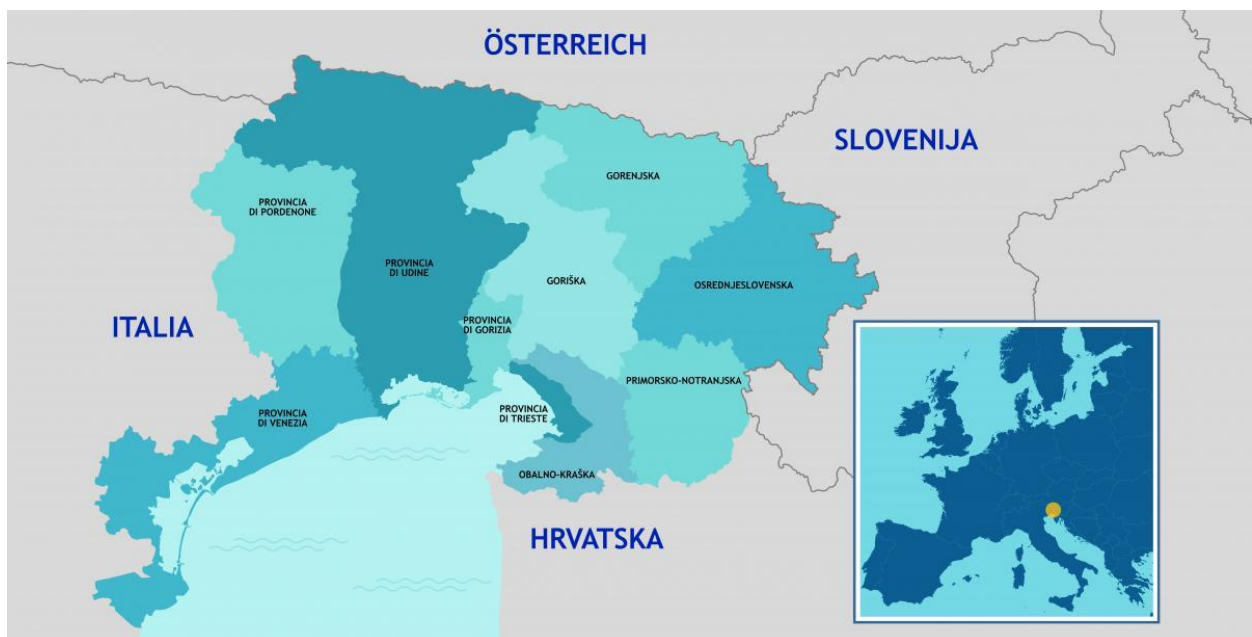 ÖSTERREICH
SLOVENIJA
GORENJSKA
PROVINCIA
DI PORDENONE
PROVINCIA
DI UDINE
GORIŠKA
OSREDNJESLOVENSKA
ITALIA
PROVINCIA
DI GORIZIA
PRIMORSKO-NOTRANJSKA
PROVINCIA
DI VENEZIA
PROVINCIA
DI TRIESTE
OBALNO-KRAŠKA
HRVATSKA